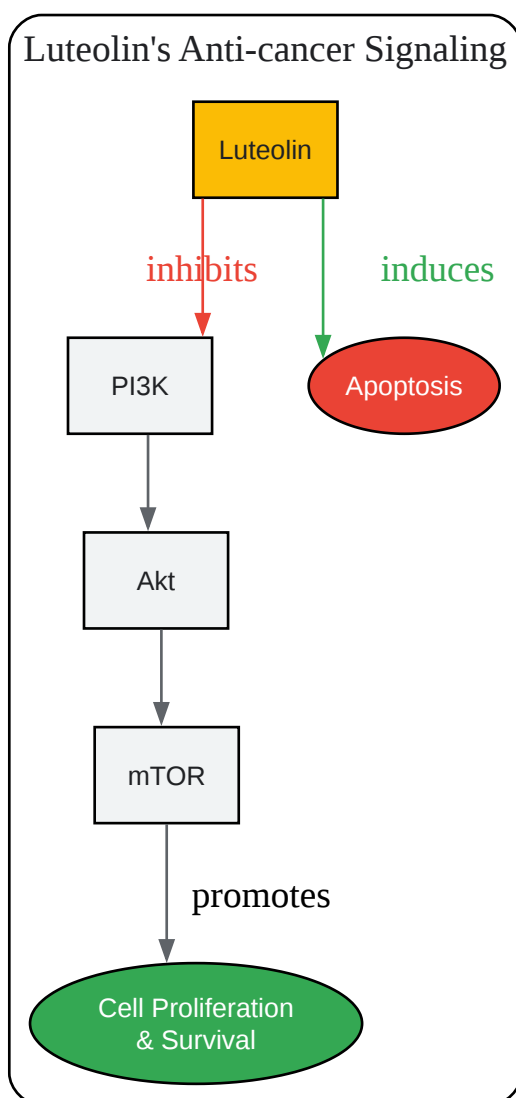 Luteolin's Anti-cancer Signaling
Luteolin
inhibits
induces
PI3K
Apoptosis
Akt
mTOR
promotes
Cell Proliferation
& Survival